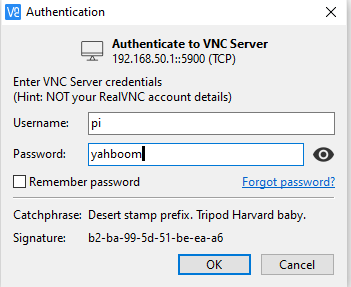 Authentication
Authenticate to VNC Server
192.168.50.1::5900 (TCP)
Enter VNC Server credentials
(Hint: NOT your RealVNC account details)
Username: pi
Password: yahboom
Remember password Forgot password?
Catchphrase: Desert stamp prefix. Tripod Harvard baby.
Signature: b2-ba-99-5d-51-be-ea-a6
OK Cancel